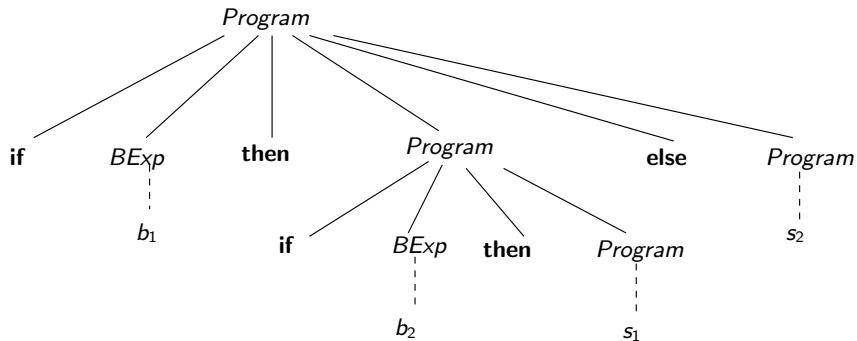 Program
if BExp then Program else Program
b₁ if BExp then Program s₂
b₂ s₁